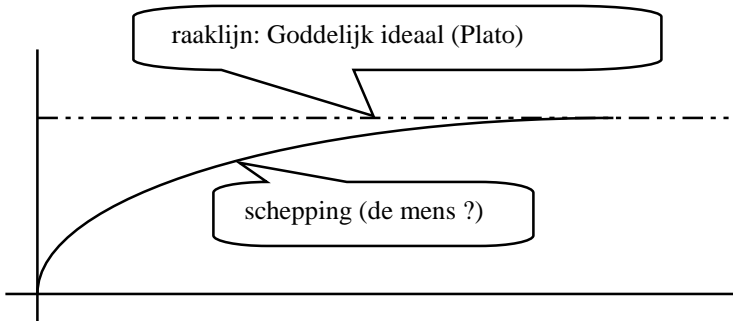 raaklijn: Goddelijk ideaal (Plato)
schepping (de mens ?)